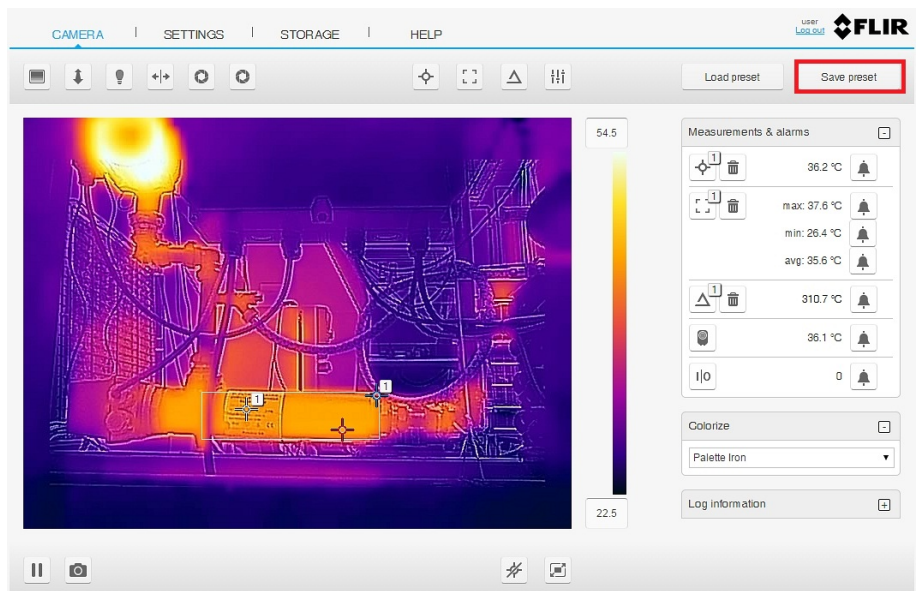 CAMERA | SETTINGS | STORAGE | HELP
user
Log out
FLIR
Load preset
Save preset
54.5
Measurements & alarms
1
36.2 °C
1
max: 37.6 °C
min: 26.4 °C
avg: 35.6 °C
1
310.7 °C
36.1 °C
I|O
0
1
1
Colorize
Palette Iron
Log information
22.5